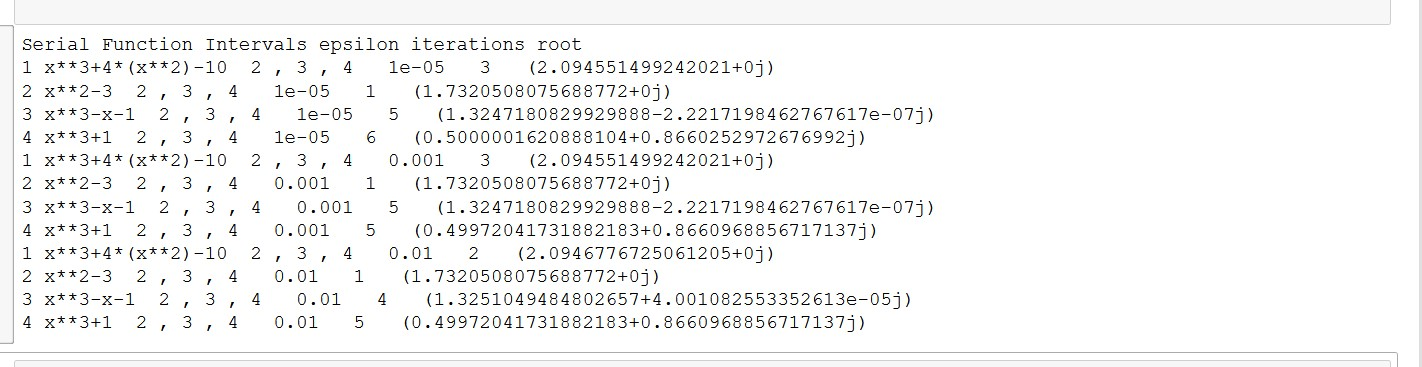 Serial Function Intervals epsilon iterations root
1 x**3+4*(x**2)-10 2 , 3 , 4 1e-05 3 (2.094551499242021+0j)
2 x**2-3 2 , 3 , 4 1e-05 1 (1.7320508075688772+0j)
3 x**3-x-1 2 , 3 , 4 1e-05 5 (1.3247180829929888-2.2217198462767617e-07j)
4 x**3+1 2 , 3 , 4 1e-05 6 (0.5000001620888104+0.8660252972676992j)
1 x**3+4*(x**2)-10 2 , 3 , 4 0.001 3 (2.094551499242021+0j)
2 x**2-3 2 , 3 , 4 0.001 1 (1.7320508075688772+0j)
3 x**3-x-1 2 , 3 , 4 0.001 5 (1.3247180829929888-2.2217198462767617e-07j)
4 x**3+1 2 , 3 , 4 0.001 5 (0.49972041731882183+0.8660968856717137j)
1 x**3+4*(x**2)-10 2 , 3 , 4 0.01 2 (2.0946776725061205+0j)
2 x**2-3 2 , 3 , 4 0.01 1 (1.7320508075688772+0j)
3 x**3-x-1 2 , 3 , 4 0.01 4 (1.3251049484802657+4.001082553352613e-05j)
4 x**3+1 2 , 3 , 4 0.01 5 (0.49972041731882183+0.8660968856717137j)